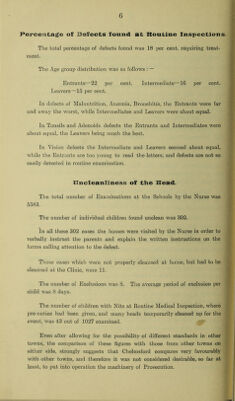 6
Percentage of Defects found at Routine Inspections
The total percentage of defects found was 18 per cent. requiring treat-
ment.
The Age group distribution was as follows :—
Entrants—22 per cent. Intermediate—16 per cent.
Leavers—15 per cent.
In defects of Malnutrition, Anæmia, Bronchitis, the Entrants were far
and away the worst, while Intermediate and Leavers were about equal.
In Tonsils and Adenoids defects the Entrants and Intermediates were
about equal, the Leavers being much the best.
In Vision defects the Intermediate and Leavers seemed about equal,
while the Entrants are too young to read the letters, and defects are not so
easily detected in routine examination.
Uncleanliness of the Head.
The total number of Examinations at the Schools by the Nurse was
5583.
The number of individual children found unclean was 302.
In all these 302 cases the houses were visited by the Nurse in order to
verbally instruct the parents and explain the written instructions on the
forms calling attention to the defect.
Those cases which were not properly cleansed at home, but had to be
cleansed at the Clinic, were 11.
The number of Exclusions was 8. The average period of exclusion per
child was 8 days.
The number of children with Nits at Routine Medical Inspection, where
pre-notice had been given, and many heads temporarily cleaned up for the
event, was 43 out of 1027 examined.
Even after allowing for the possibility of different standards in other
towns, the comparison of these figures with those from other towns on
either side, strongly suggests that Chelmsford compares very favourably
with other towns, and therefore it was not considered desirable, so far at
least, to put into operation the machinery of Prosecution.